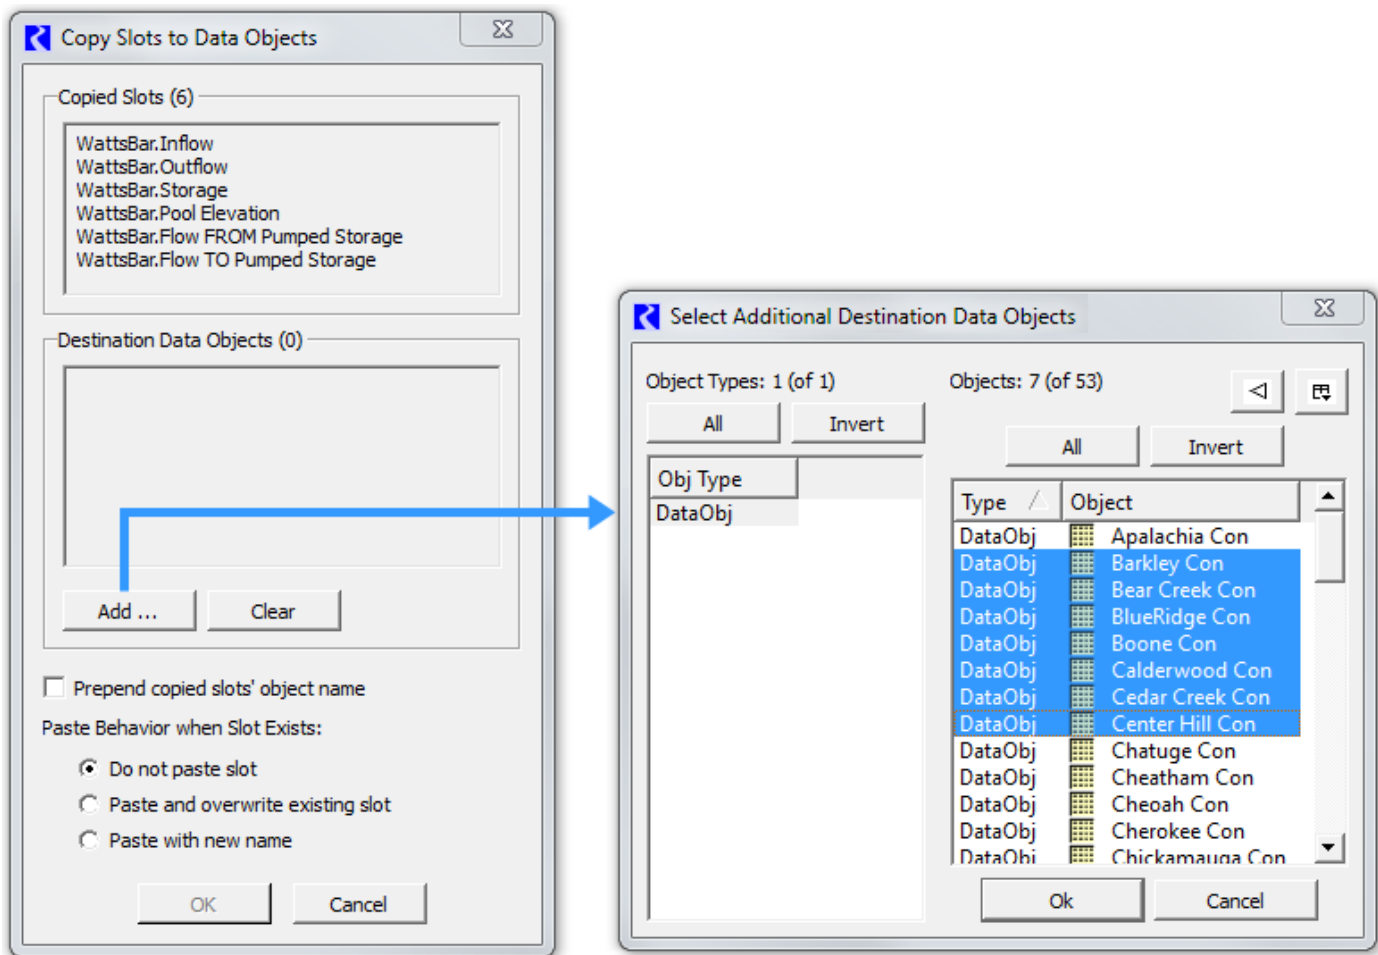 Copy Slots to Data Objects
Copied Slots (6)
WattsBar.Inflow
WattsBar.Outflow
WattsBar.Storage
WattsBar.Pool Elevation
WattsBar.Flow FROM Pumped Storage
WattsBar.Flow TO Pumped Storage
Destination Data Objects (0)
Add ... Clear
Prepend copied slots' object name
Paste Behavior when Slot Exists:
Do not paste slot
Paste and overwrite existing slot
Paste with new name
OK Cancel
Select Additional Destination Data Objects
Object Types: 1 (of 1)
All Invert
Obj Type
DataObj
Objects: 7 (of 53)
All Invert
Type Object
DataObj Apalachia Con
DataObj Barkley Con
DataObj Bear Creek Con
DataObj BlueRidge Con
DataObj Boone Con
DataObj Calderwood Con
DataObj Cedar Creek Con
DataObj Center Hill Con
DataObj Chatuge Con
DataObj Cheatham Con
DataObj Cheoah Con
DataObj Cherokee Con
DataObj Chickamauga Con
Ok Cancel